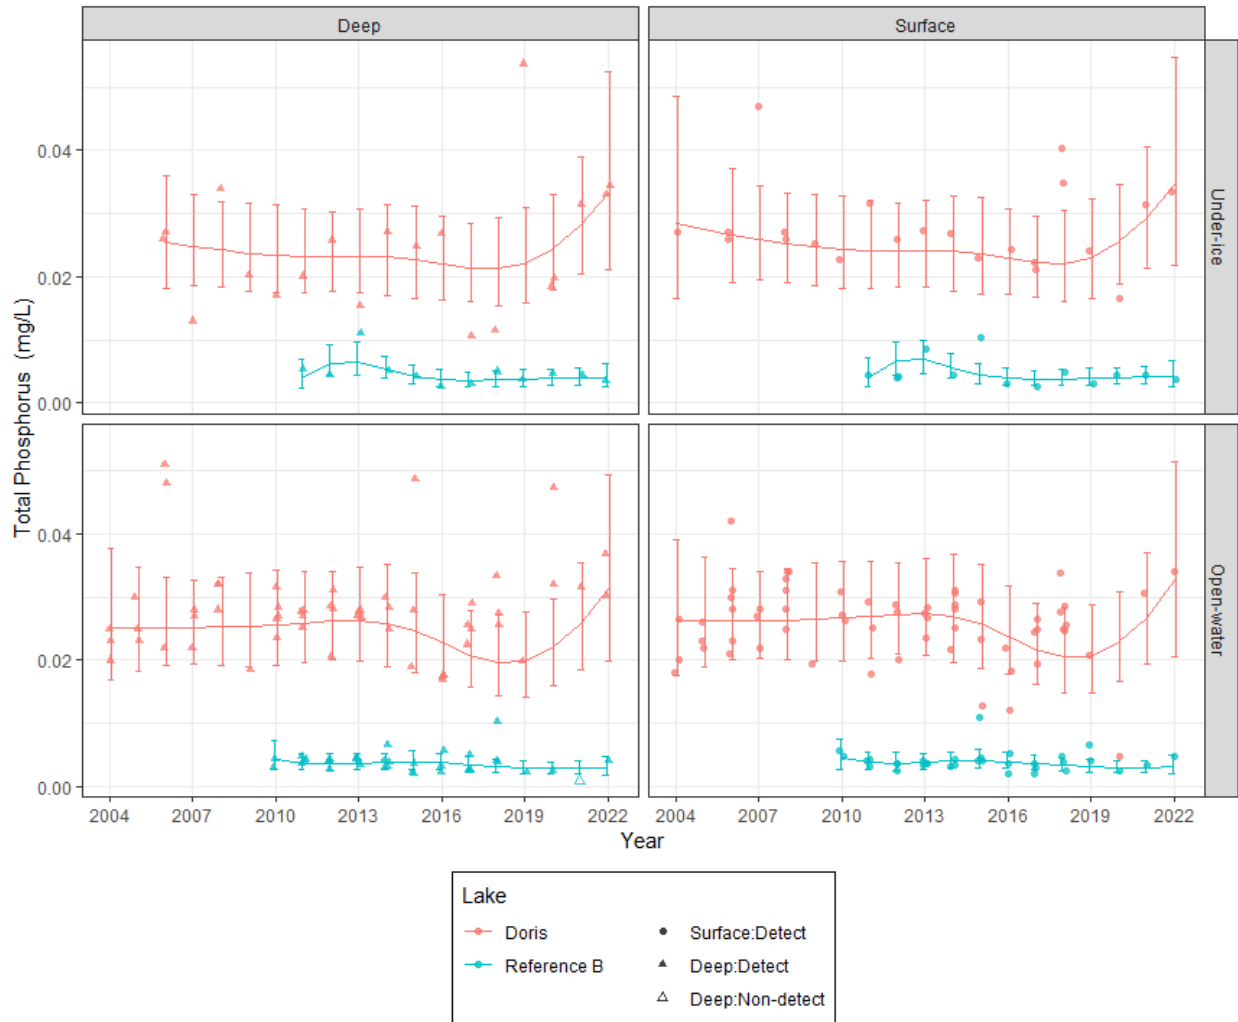 Deep
Surface
Total Phosphorus (mg/L)
0.04
0.02
0.00
Under-ice
0.04
0.02
0.00
Open-water
2004 2007 2010 2013 2016 2019 2022
2004 2007 2010 2013 2016 2019 2022
Year
Lake
Doris
Reference B
Surface:Detect
Deep:Detect
Deep:Non-detect